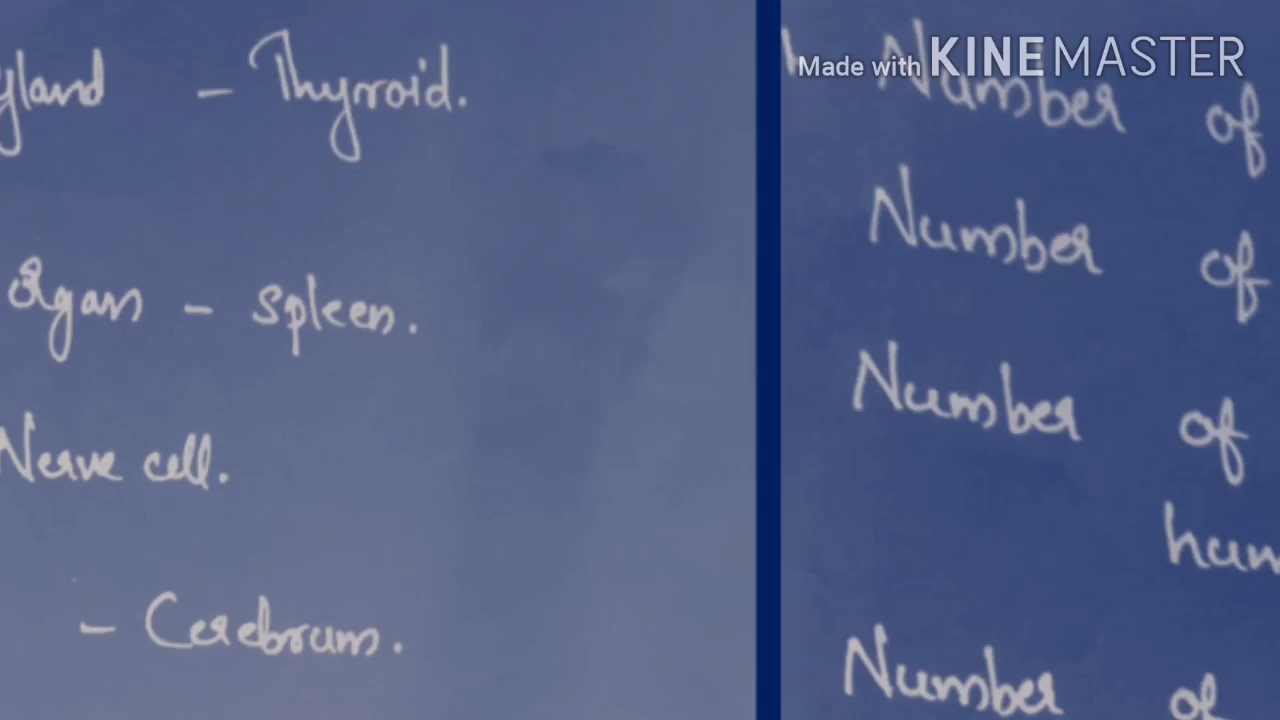 gland - Thyroid.
Organ - Spleen.
Nerve cell.
- Cerebrum.
Made with KINEMASTER
Number of
Number of
Number of
hum
Number of